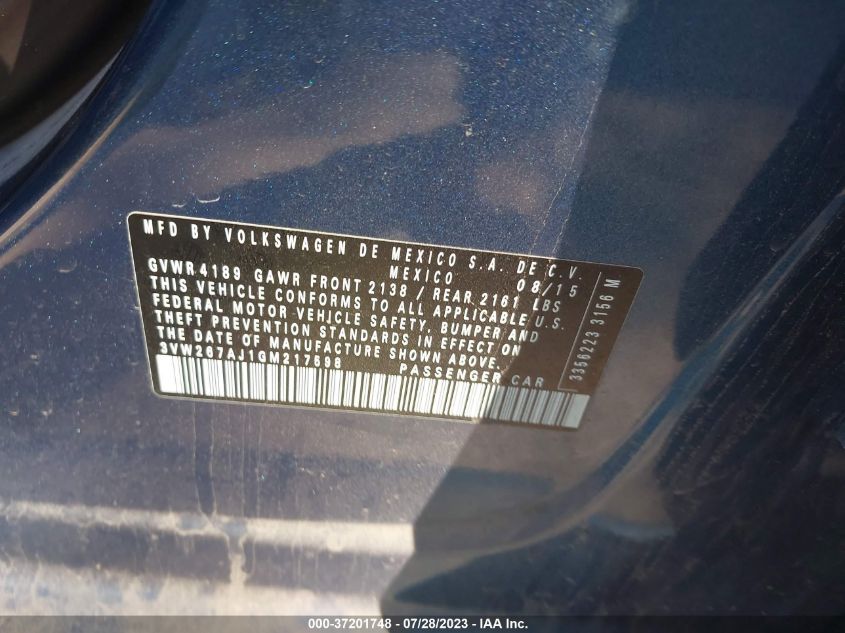 MFD BY VOLKSWAGEN DE MEXICO S.A. DE C.V.
MEXICO 08/15
GVWR 4189 GAWR FRONT 2138 / REAR 2161 LBS
THIS VEHICLE CONFORMS TO ALL APPLICABLE U.S.
FEDERAL MOTOR VEHICLE SAFETY, BUMPER AND
THEFT PREVENTION STANDARDS IN EFFECT ON
THE DATE OF MANUFACTURE SHOWN ABOVE.
3VW267AJ1GM217598 PASSENGER CAR
3356223 3156 M
000-37201748 - 07/28/2023 - IAA Inc.